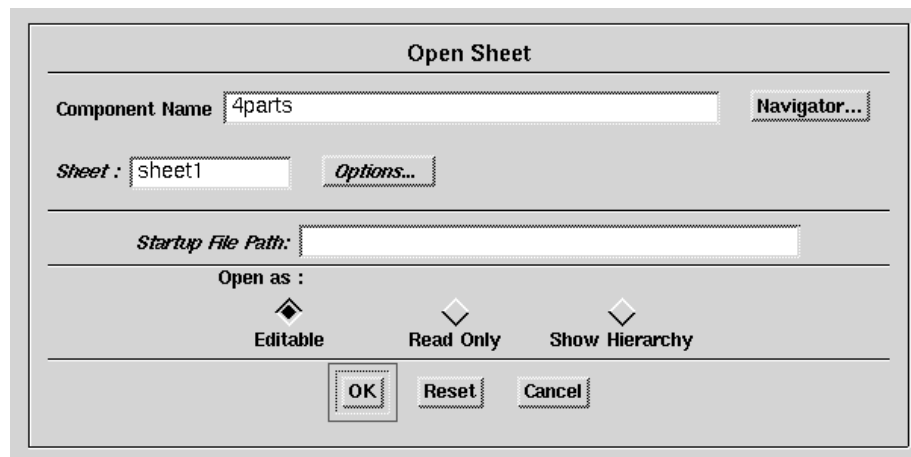 Open Sheet
Component Name 4parts Navigator...
Sheet : sheet1 Options...
Startup File Path:
Open as :
Editable Read Only Show Hierarchy
OK Reset Cancel